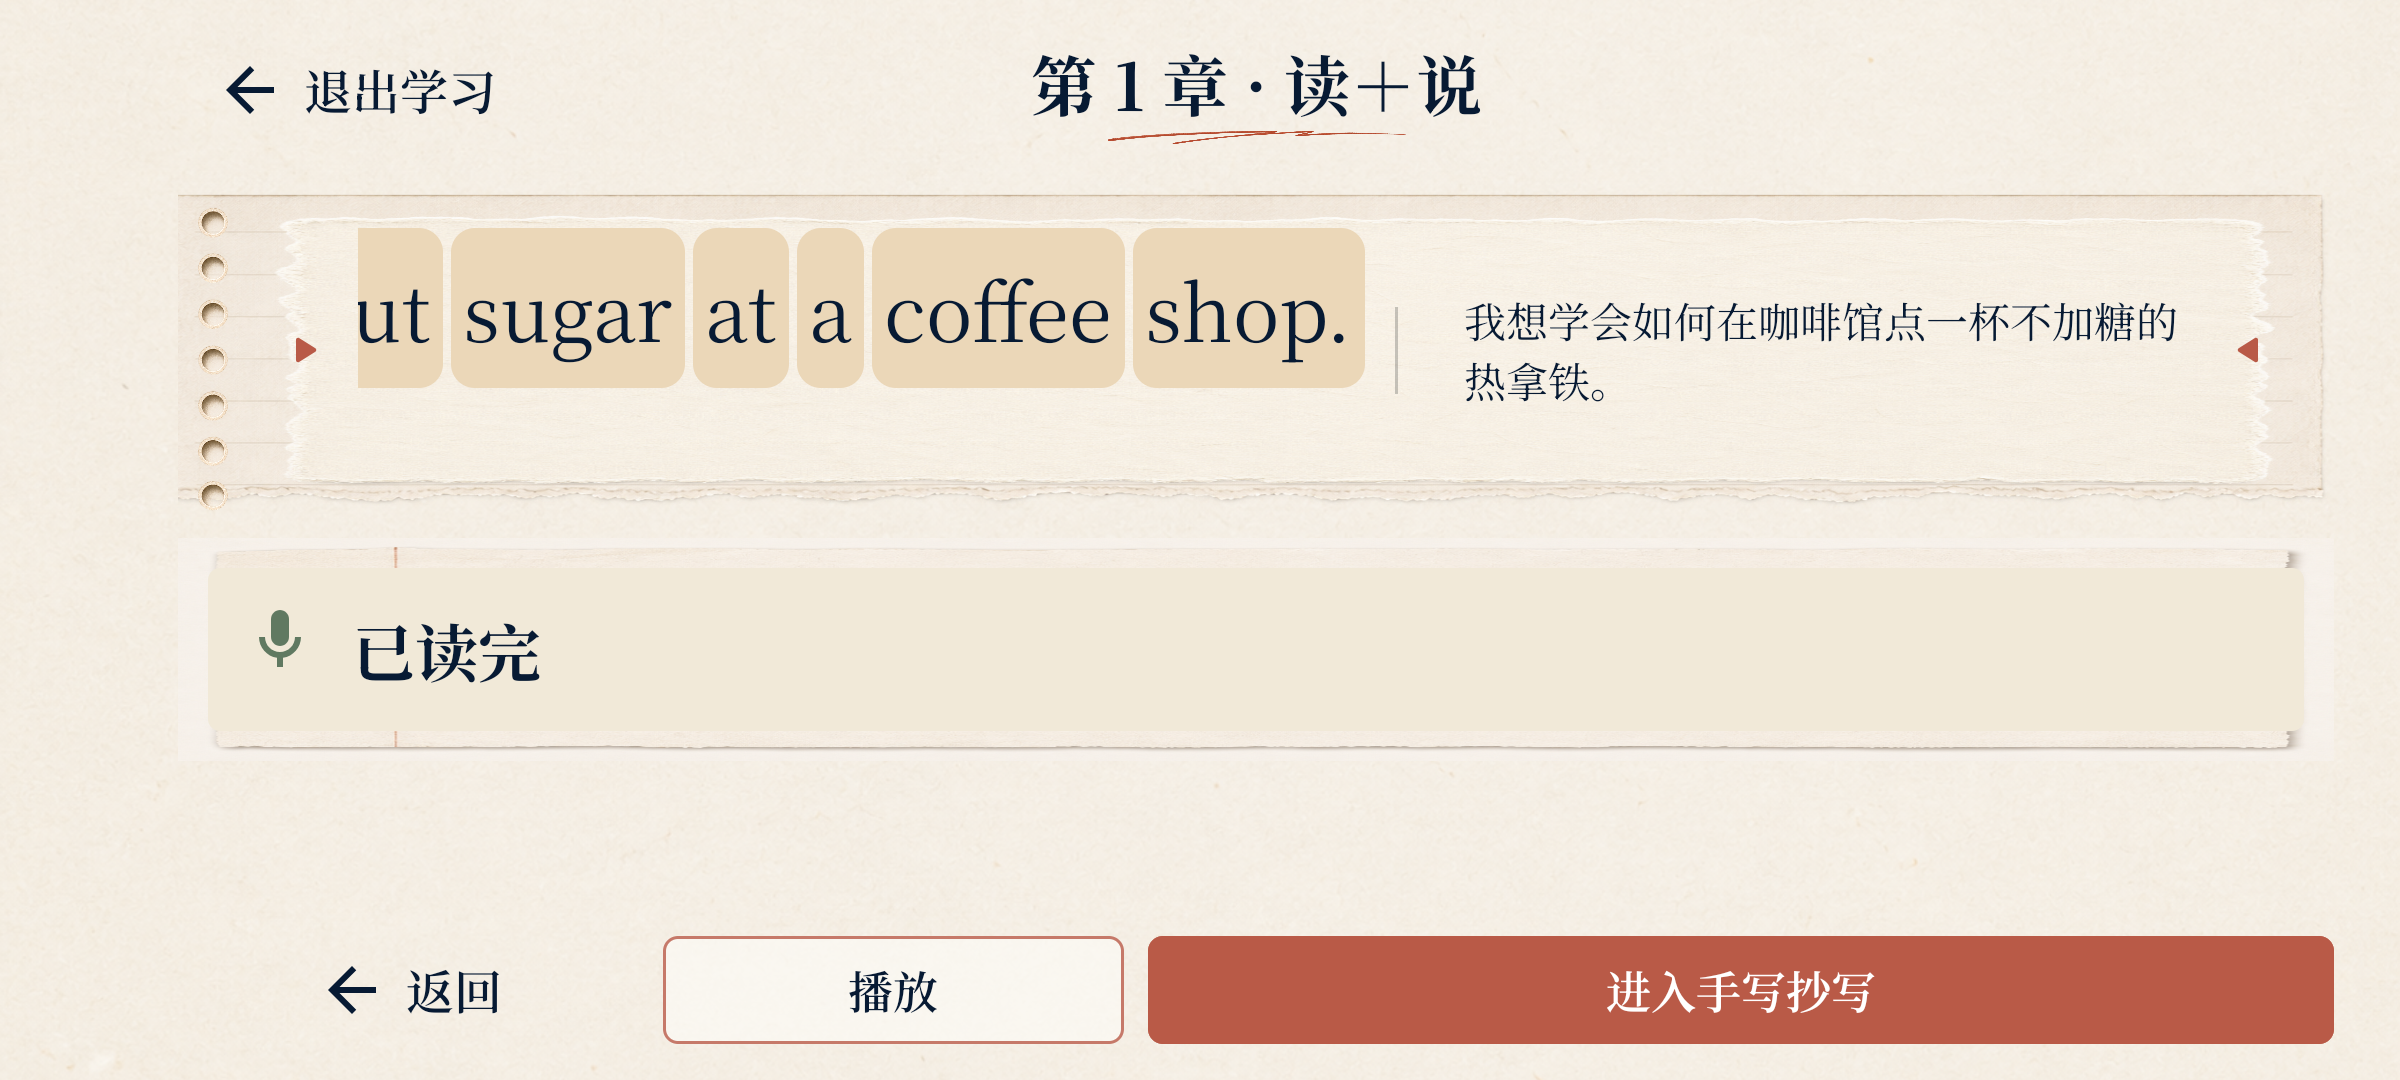 退出学习
第 1 章 · 读＋说
ut sugar at a coffee shop.
我想学会如何在咖啡馆点一杯不加糖的
热拿铁。
已读完
返回
播放
进入手写抄写